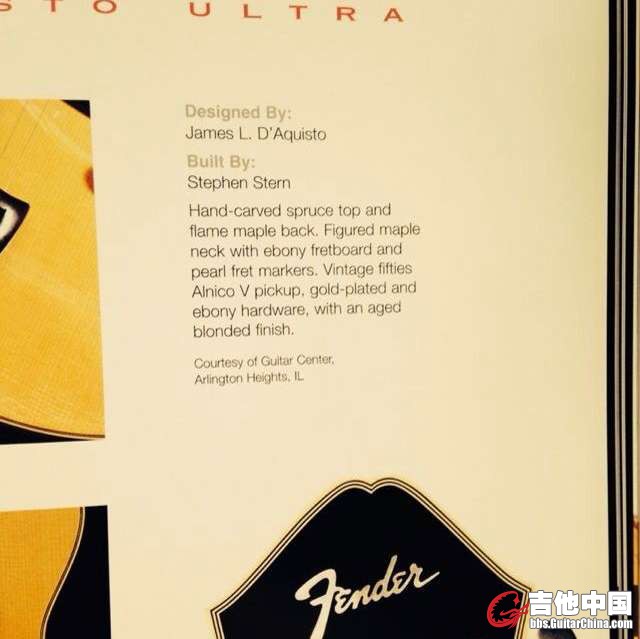 STO ULTRA
Designed By:
James L. D'Aquisto
Built By:
Stephen Stern
Hand-carved spruce top and
flame maple back. Figured maple
neck with ebony fretboard and
pearl fret markers. Vintage fifties
Alnico V pickup, gold-plated and
ebony hardware, with an aged
blonded finish.
Courtesy of Guitar Center,
Arlington Heights, IL
Fender
吉他中国
bbs.GuitarChina.com